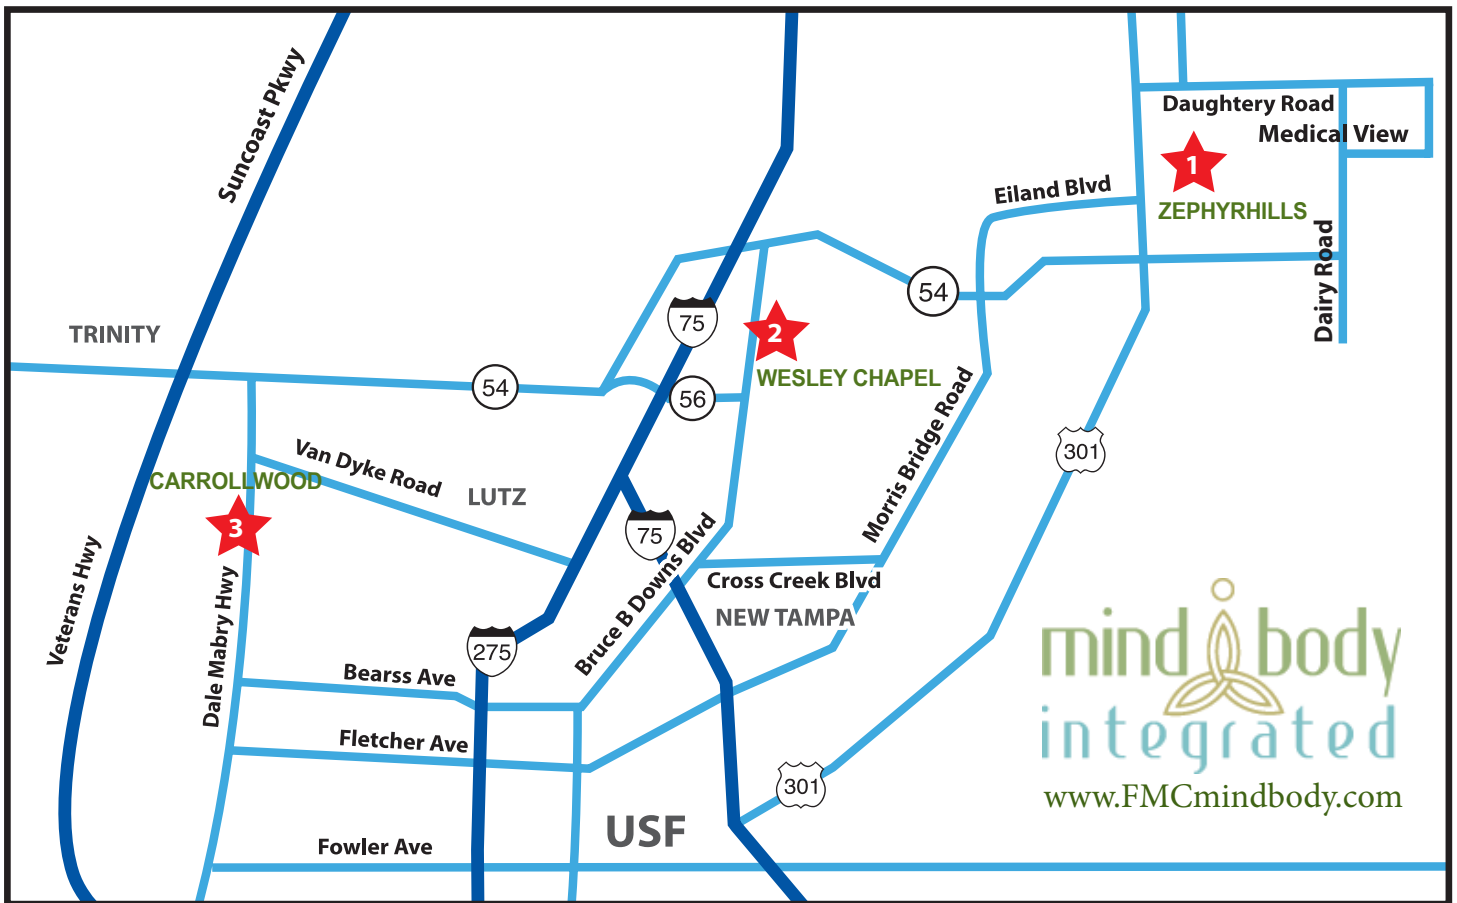 Suncoast Pkwy
Daughtery Road
Medical View
1
Eiland Blvd
ZEPHYRHILLS
Dairy Road
54
75
TRINITY
2
WESLEY CHAPEL
54
56
Morris Bridge Road
301
Van Dyke Road
CARROLLWOOD
LUTZ
3
75
Bruce B Downs Blvd
Cross Creek Blvd
NEW TAMPA
Veterans Hwy
Dale Mabry Hwy
275
Bearss Ave
Fletcher Ave
301
USF
Fowler Ave
mind body
integrated
www.FMCmindbody.com